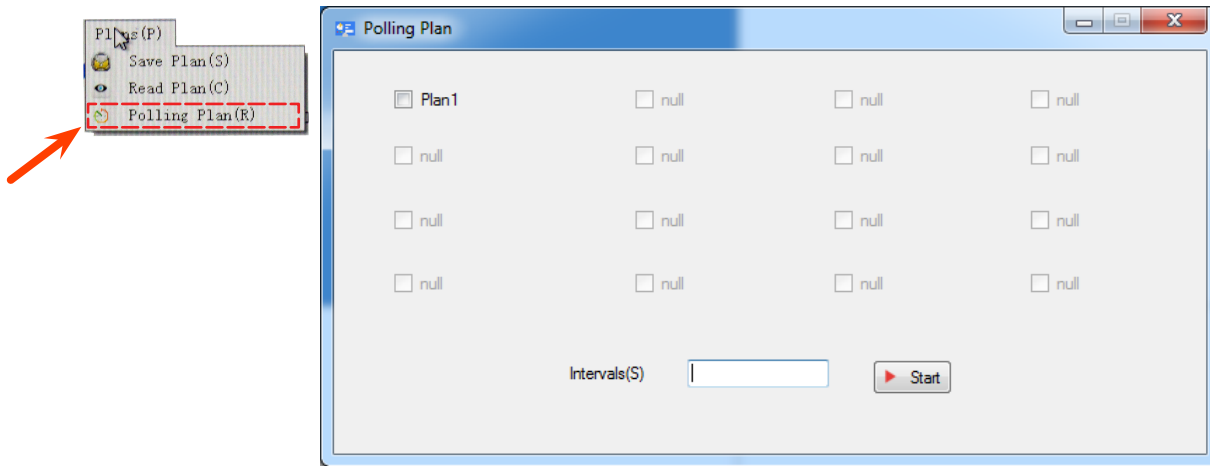 Plans(P)
Save Plan(S)
Read Plan(C)
Polling Plan(R)
Polling Plan
Plan1 null null null
null null null null
null null null null
null null null null
Intervals(S)
Start